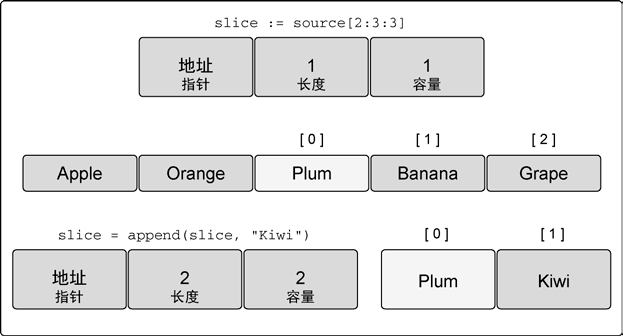 slice := source[2:3:3]
地址 1 1
指针 长度 容量
[0] [1] [2]
Apple Orange Plum Banana Grape
slice = append(slice, "Kiwi")
地址 2 2
指针 长度 容量
[0] [1]
Plum Kiwi